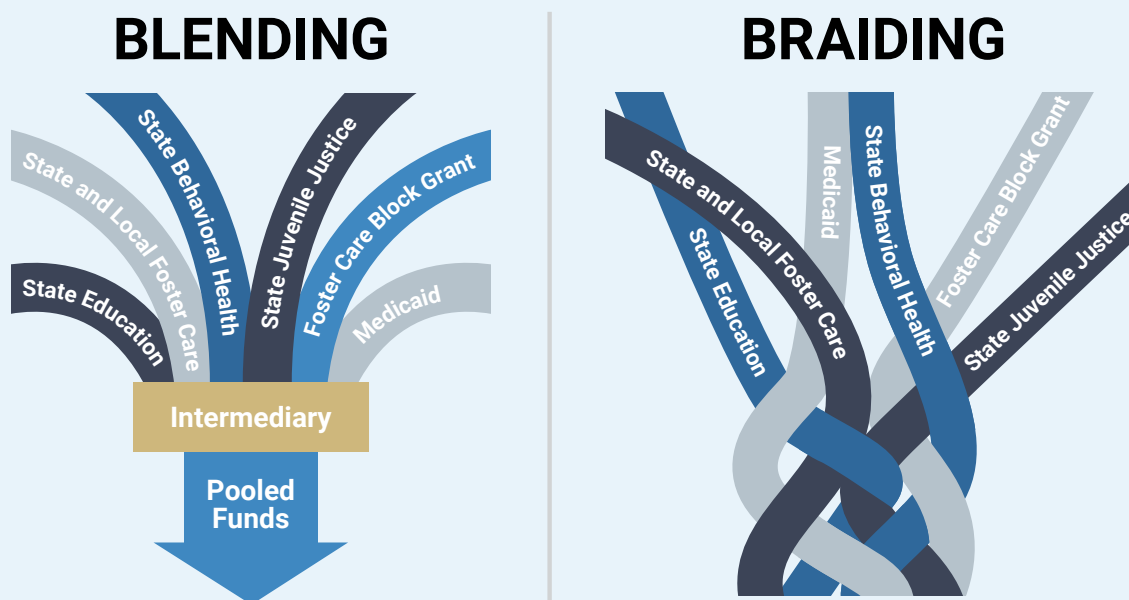 BLENDING
State Education
State and Local Foster Care
State Behavioral Health
State Juvenile Justice
Foster Care Block Grant
Medicaid
Intermediary
Pooled
Funds
BRAIDING
State Education
State and Local Foster Care
Medicaid
State Behavioral Health
Foster Care Block Grant
State Juvenile Justice